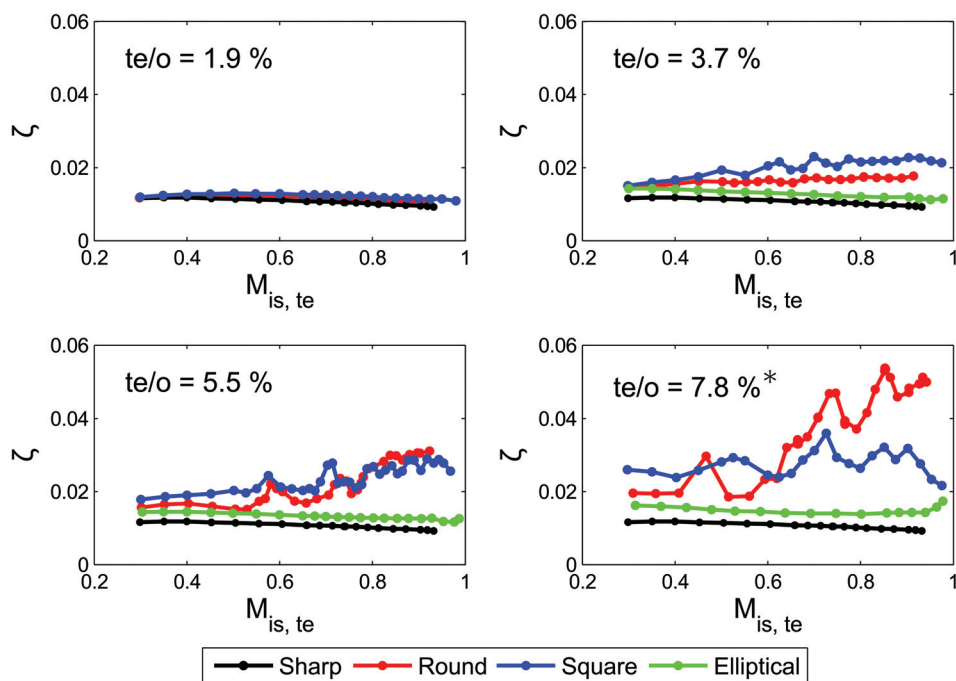 te/o = 1.9 %
ζ
0.06
0.04
0.02
0
0.2 0.4 0.6 0.8 1
M is, te
te/o = 3.7 %
ζ
0.06
0.04
0.02
0
0.2 0.4 0.6 0.8 1
M is, te
te/o = 5.5 %
ζ
0.06
0.04
0.02
0
0.2 0.4 0.6 0.8 1
M is, te
te/o = 7.8 %*
ζ
0.06
0.04
0.02
0
0.2 0.4 0.6 0.8 1
M is, te
Sharp Round Square Elliptical